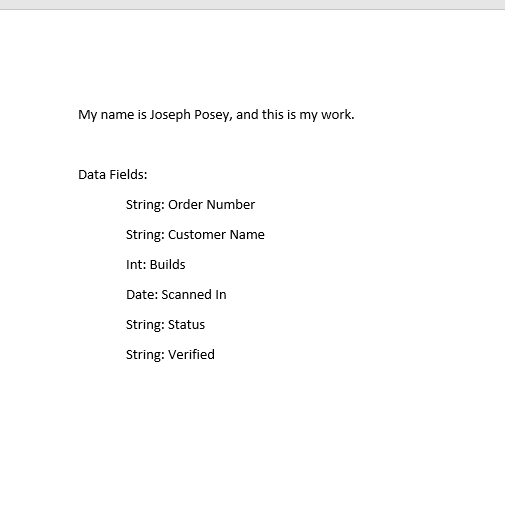 My name is Joseph Posey, and this is my work.
Data Fields:
String: Order Number
String: Customer Name
Int: Builds
Date: Scanned In
String: Status
String: Verified